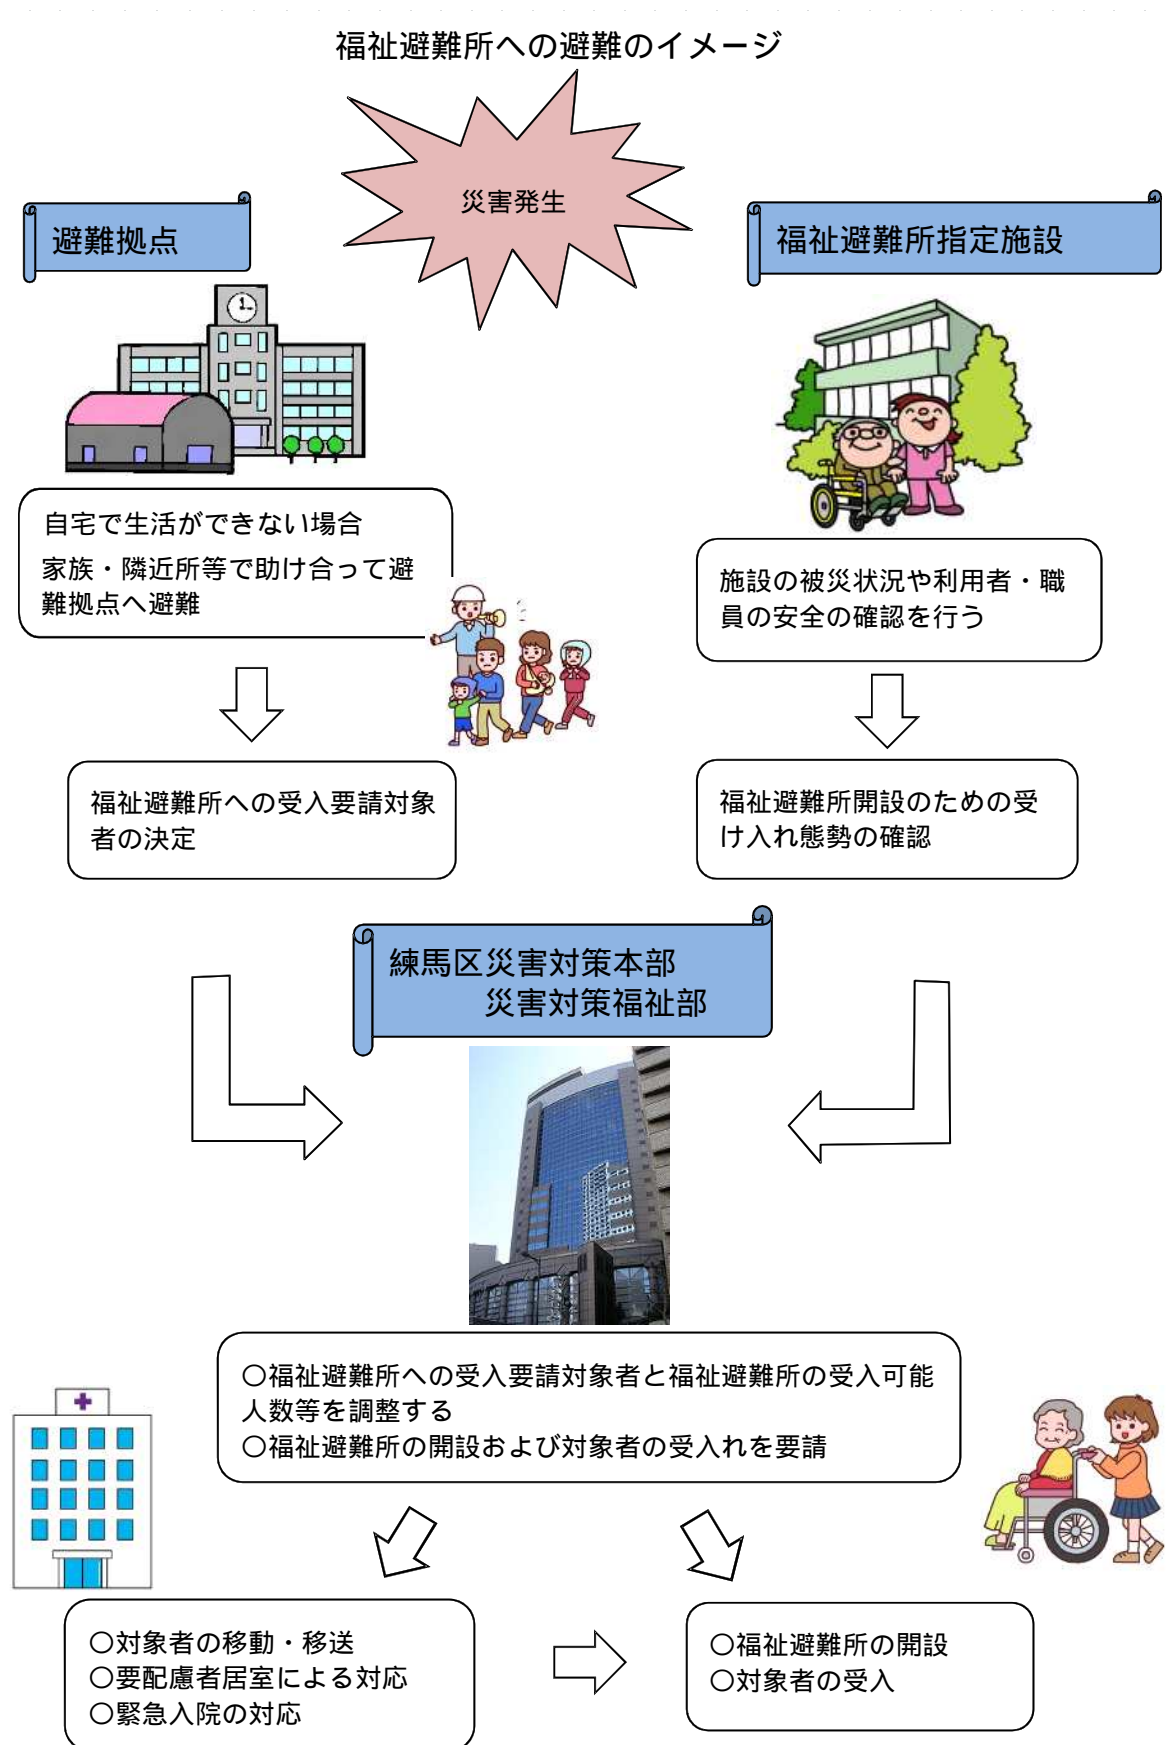 福祉避難所への避難のイメージ
災害発生
避難拠点
福祉避難所指定施設
自宅で生活ができない場合
家族・隣近所等で助け合って避
難拠点へ避難
施設の被災状況や利用者・職
員の安全の確認を行う
福祉避難所への受入要請対象
者の決定
福祉避難所開設のための受
け入れ態勢の確認
練馬区災害対策本部
災害対策福祉部
〇福祉避難所への受入要請対象者と福祉避難所の受入可能
人数等を調整する
〇福祉避難所の開設および対象者の受入れを要請
〇対象者の移動・移送
〇要配慮者居室による対応
〇緊急入院の対応
〇福祉避難所の開設
〇対象者の受入